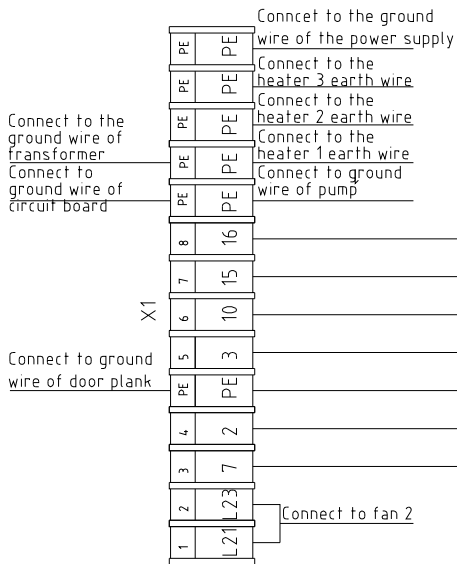 Conncet to the ground
wire of the power supply
Connect to the
heater 3 earth wire
Connect to the
heater 2 earth wire
Connect to the
heater 1 earth wire
Connect to ground
wire of pump
Connect to the
ground wire of
fransformer
Connect to
ground wire of
circuit board
Connect to ground
wire of door plank
X1
PE PE
PE PE
PE PE
PE PE
PE PE
8 16
7 15
6 10
5 3
PE PE
4 2
3 7
2 L23
1 L21
Connect to fan 2